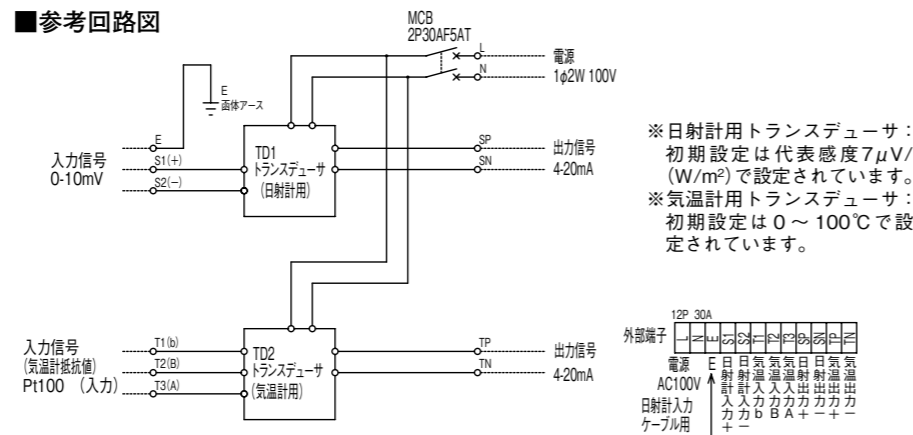 ■参考回路図
MCB
2P30AF5AT
L
電源
N
1φ2W 100V
E
函体アース
E
入力信号
0-10mV
S1(+)
S2(−)
TD1
トランスデューサ
(日射計用)
SP
SN
出力信号
4-20mA
※日射計用トランスデューサ：
初期設定は代表感度7μV/
(W/m²)で設定されています。
※気温計用トランスデューサ：
初期設定は0～100℃で設
定されています。
入力信号
(気温計抵抗値)
Pt100 (入力)
T1(b)
T2(B)
T3(A)
TD2
トランスデューサ
(気温計用)
TP
TN
出力信号
4-20mA
12P 30A
外部端子
L N E S1 S2 T1 T2 T3 SP SN TP TN
電源
AC100V
E
日射計入力
ケーブル用
日射計入力+
日射計入力−
気温入力b
気温入力B
気温入力A
日射出力+
日射出力−
気温出力+
気温出力−